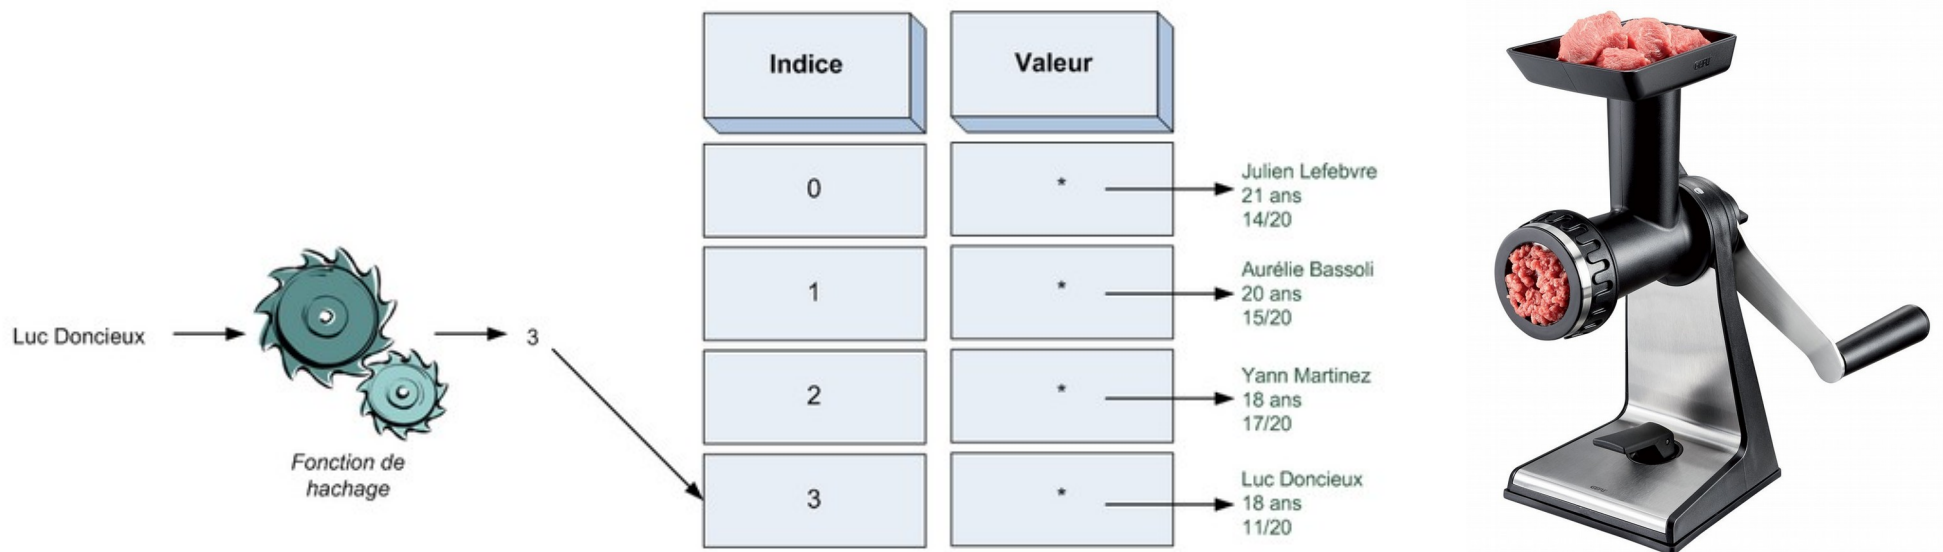 Indice
Valeur
0
*
Julien Lefebvre
21 ans
14/20
1
*
Aurélie Bassoli
20 ans
15/20
Luc Doncieux
3
2
*
Yann Martinez
18 ans
17/20
Fonction de
hachage
3
*
Luc Doncieux
18 ans
11/20